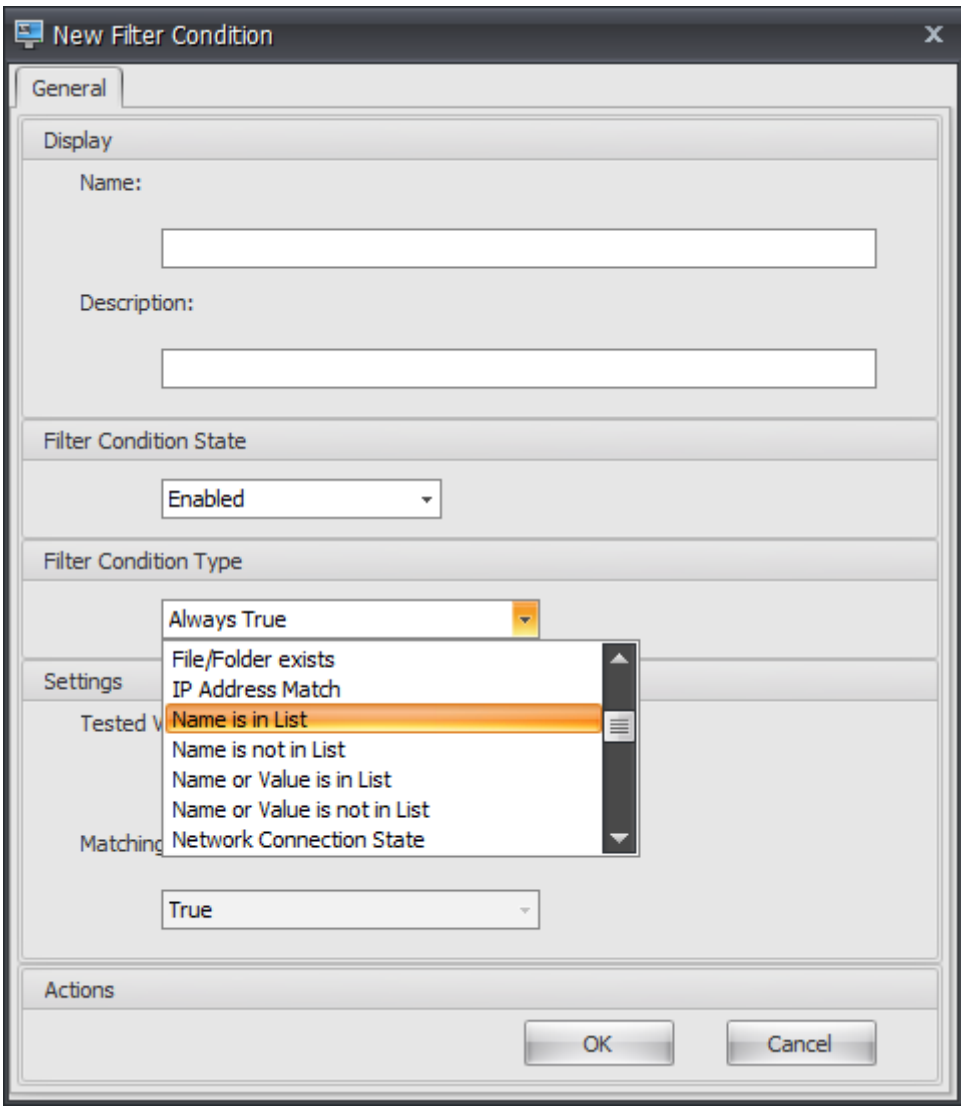 New Filter Condition
General
Display
Name:
Description:
Filter Condition State
Enabled
Filter Condition Type
Always True
File/Folder exists
IP Address Match
Settings
Name is in List
Tested
Name is not in List
Name or Value is in List
Name or Value is not in List
Matching
Network Connection State
True
Actions
OK
Cancel